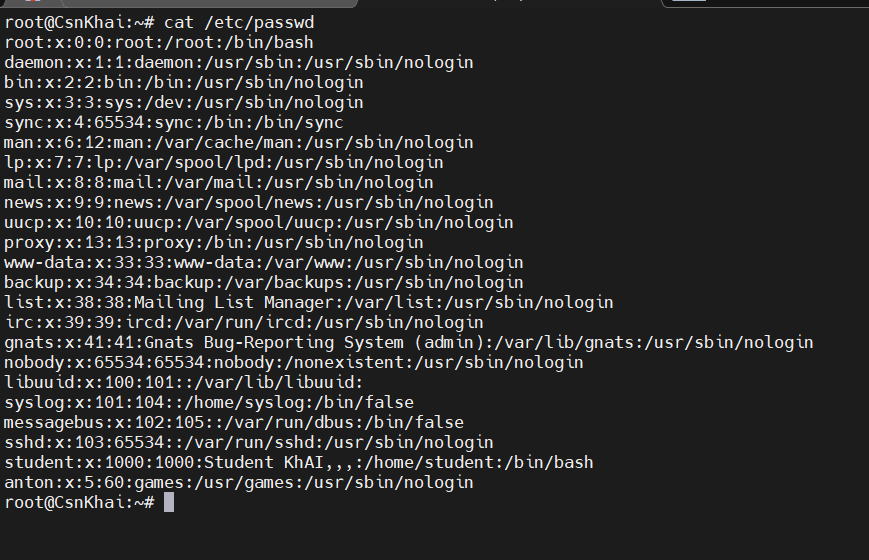 root@CsnKhai:~# cat /etc/passwd
root:x:0:0:root:/root:/bin/bash
daemon:x:1:1:daemon:/usr/sbin:/usr/sbin/nologin
bin:x:2:2:bin:/bin:/usr/sbin/nologin
sys:x:3:3:sys:/dev:/usr/sbin/nologin
sync:x:4:65534:sync:/bin:/bin/sync
man:x:6:12:man:/var/cache/man:/usr/sbin/nologin
lp:x:7:7:lp:/var/spool/lpd:/usr/sbin/nologin
mail:x:8:8:mail:/var/mail:/usr/sbin/nologin
news:x:9:9:news:/var/spool/news:/usr/sbin/nologin
uucp:x:10:10:uucp:/var/spool/uucp:/usr/sbin/nologin
proxy:x:13:13:proxy:/bin:/usr/sbin/nologin
www-data:x:33:33:www-data:/var/www:/usr/sbin/nologin
backup:x:34:34:backup:/var/backups:/usr/sbin/nologin
list:x:38:38:Mailing List Manager:/var/list:/usr/sbin/nologin
irc:x:39:39:ircd:/var/run/ircd:/usr/sbin/nologin
gnats:x:41:41:Gnats Bug-Reporting System (admin):/var/lib/gnats:/usr/sbin/nologin
nobody:x:65534:65534:nobody:/nonexistent:/usr/sbin/nologin
libuuid:x:100:101::/var/lib/libuuid:
syslog:x:101:104::/home/syslog:/bin/false
messagebus:x:102:105::/var/run/dbus:/bin/false
sshd:x:103:65534::/var/run/sshd:/usr/sbin/nologin
student:x:1000:1000:Student KhAI,,,:/home/student:/bin/bash
anton:x:5:60:games:/usr/games:/usr/sbin/nologin
root@CsnKhai:~#